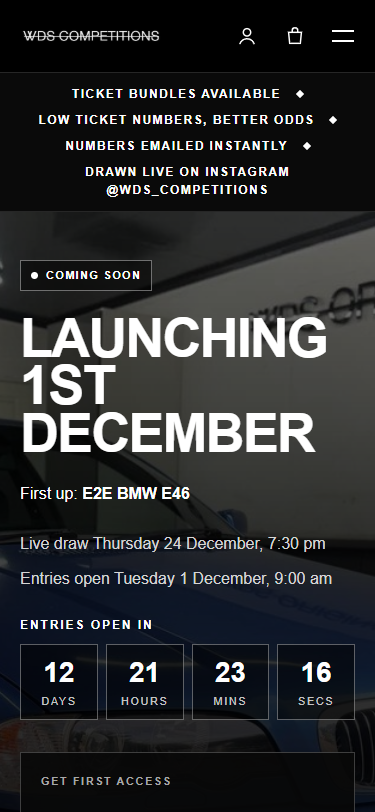 WDS COMPETITIONS
TICKET BUNDLES AVAILABLE ◆
LOW TICKET NUMBERS, BETTER ODDS ◆
NUMBERS EMAILED INSTANTLY ◆
DRAWN LIVE ON INSTAGRAM
@WDS_COMPETITIONS
COMING SOON
LAUNCHING
1ST
DECEMBER
First up: E2E BMW E46
Live draw Thursday 24 December, 7:30 pm
Entries open Tuesday 1 December, 9:00 am
ENTRIES OPEN IN
12 21 23 16
DAYS HOURS MINS SECS
GET FIRST ACCESS